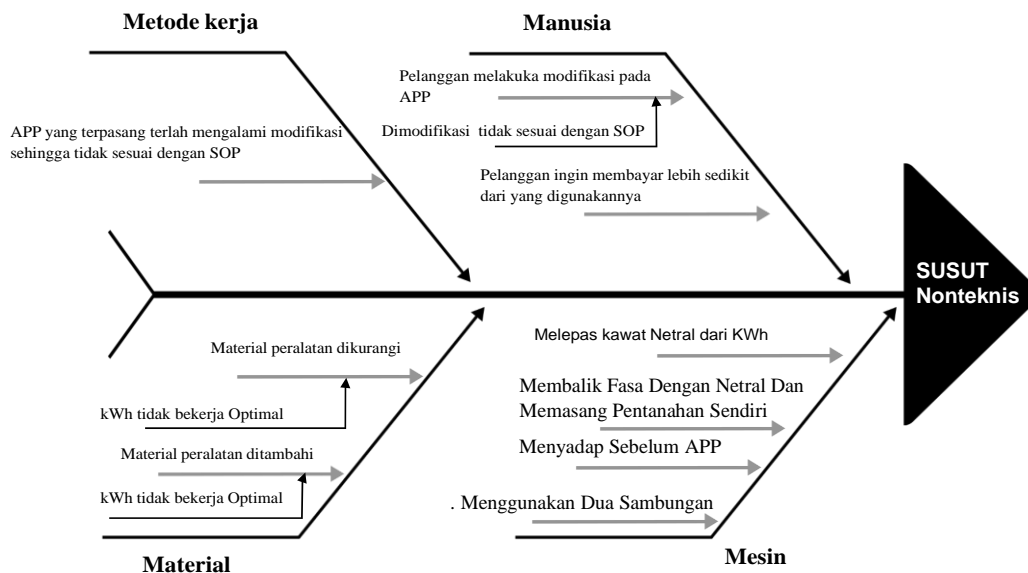 Metode kerja
Manusia
Pelanggan melakuka modifikasi pada
APP
Dimodifikasi tidak sesuai dengan SOP
APP yang terpasang terlah mengalami modifikasi
sehingga tidak sesuai dengan SOP
Pelanggan ingin membayar lebih sedikit
dari yang digunakannya
SUSUT
Nonteknis
Material peralatan dikurangi
kWh tidak bekerja Optimal
Material peralatan ditambahi
kWh tidak bekerja Optimal
Melepas kawat Netral dari KWh
Membalik Fasa Dengan Netral Dan
Memasang Pentanahan Sendiri
Menyadap Sebelum APP
. Menggunakan Dua Sambungan
Material
Mesin